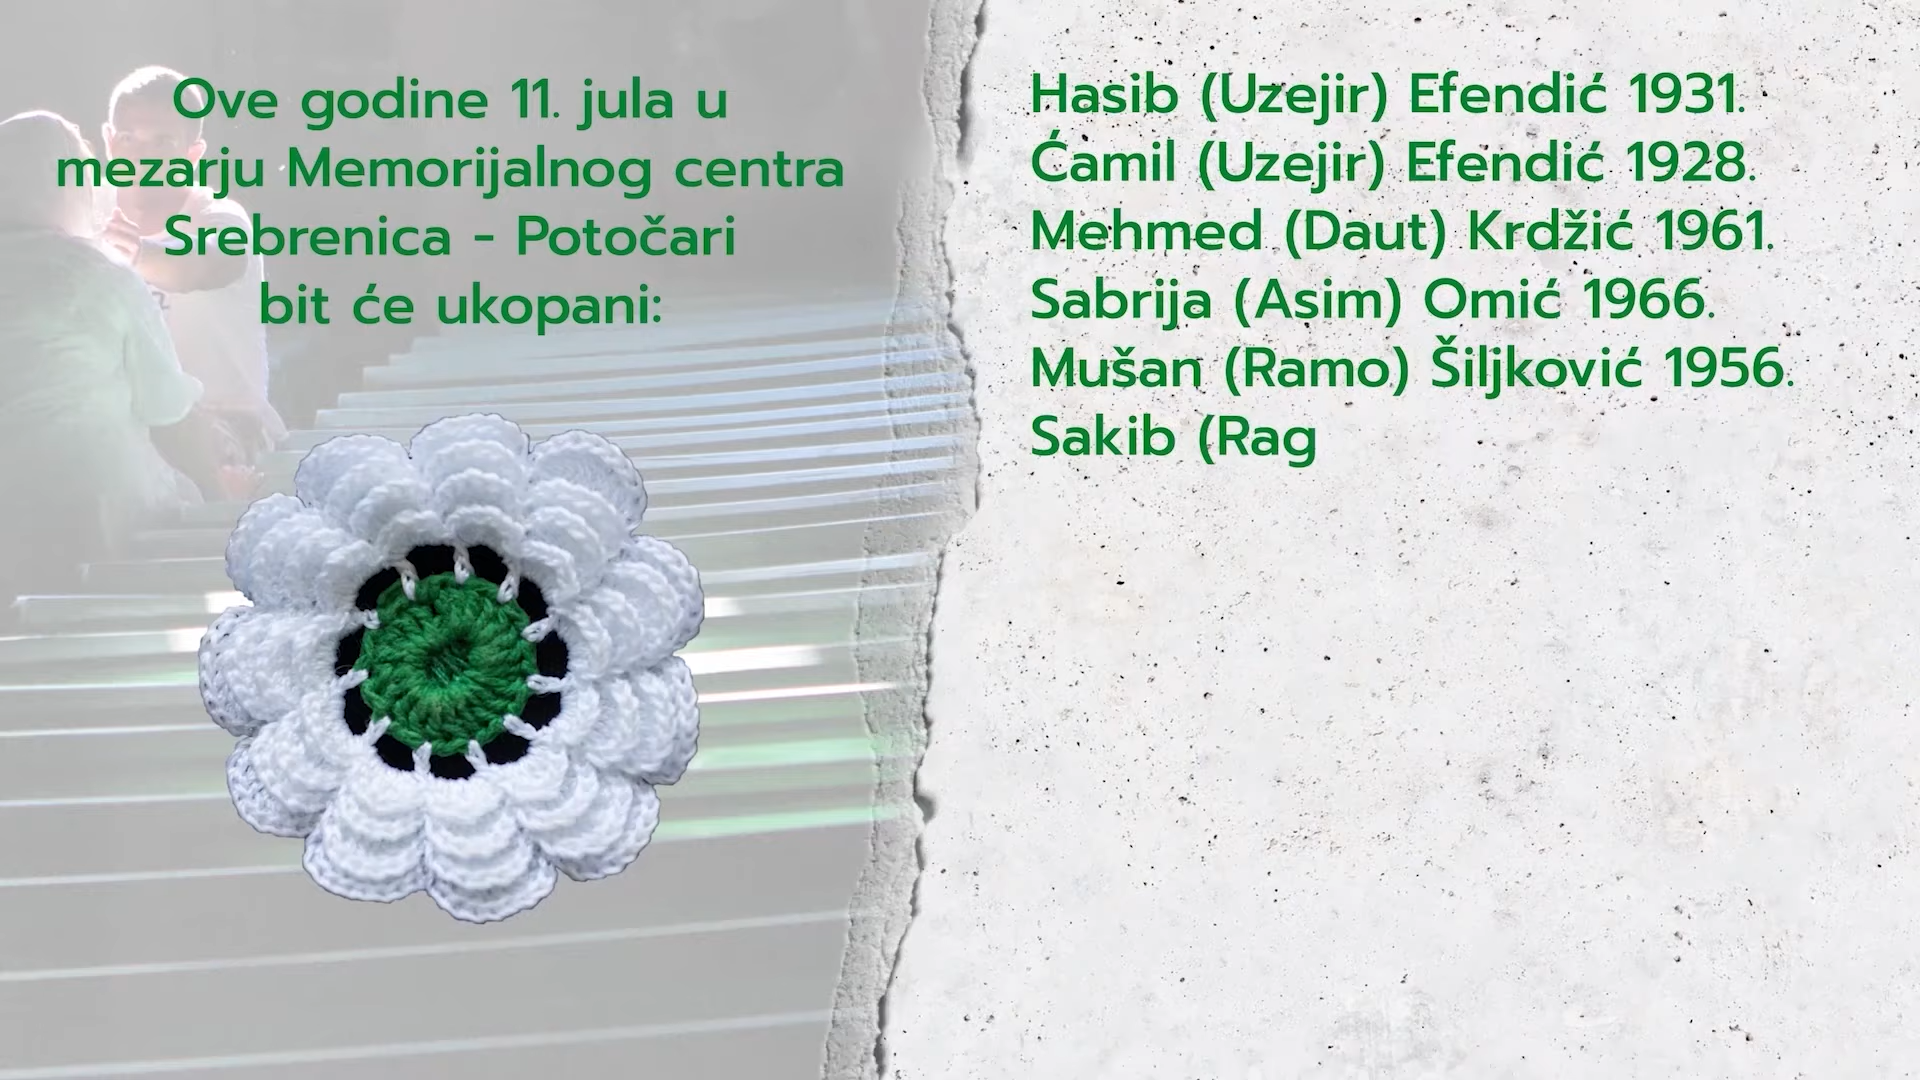 Ove godine 11. jula u
mezarju Memorijalnog centra
Srebrenica - Potočari
bit će ukopani:
Hasib (Uzejir) Efendić 1931.
Ćamil (Uzejir) Efendić 1928.
Mehmed (Daut) Krdžić 1961.
Sabrija (Asim) Omić 1966.
Mušan (Ramo) Šiljković 1956.
Sakib (Rag